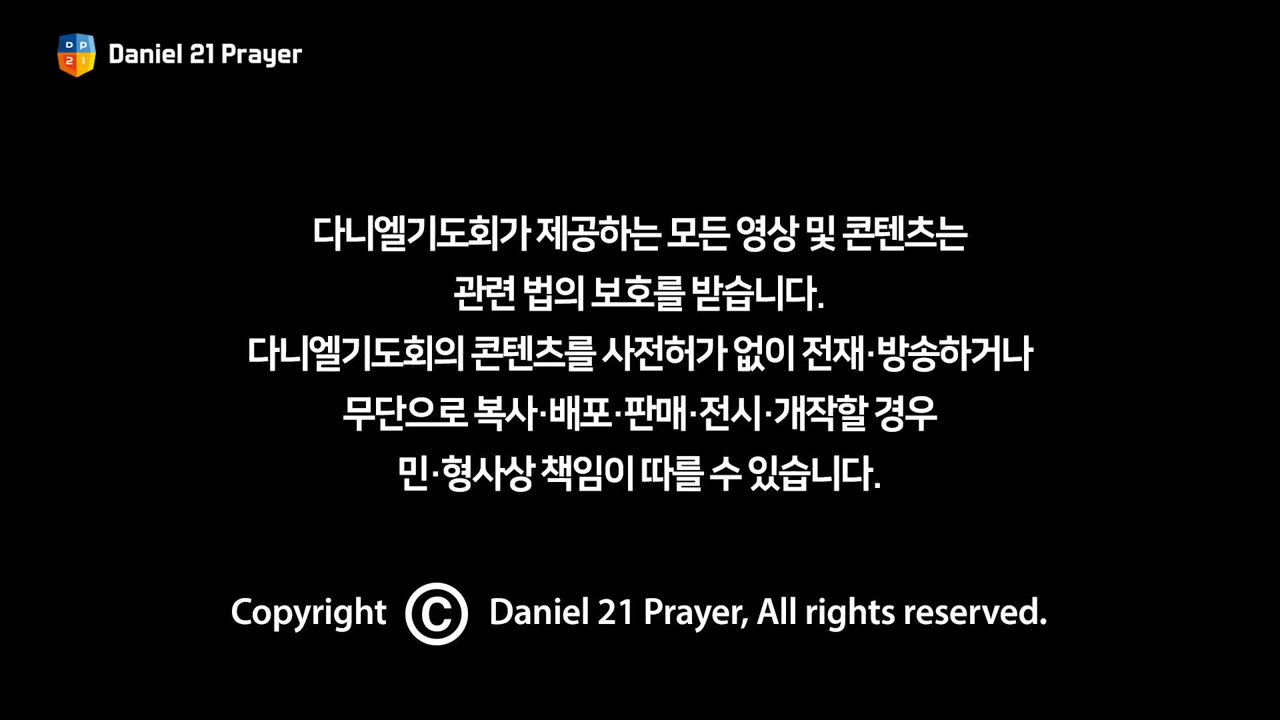 DP
21
Daniel 21 Prayer
다니엘기도회가 제공하는 모든 영상 및 콘텐츠는
관련 법의 보호를 받습니다.
다니엘기도회의 콘텐츠를 사전허가 없이 전재·방송하거나
무단으로 복사·배포·판매·전시·개작할 경우
민·형사상 책임이 따를 수 있습니다.
Copyright © Daniel 21 Prayer, All rights reserved.